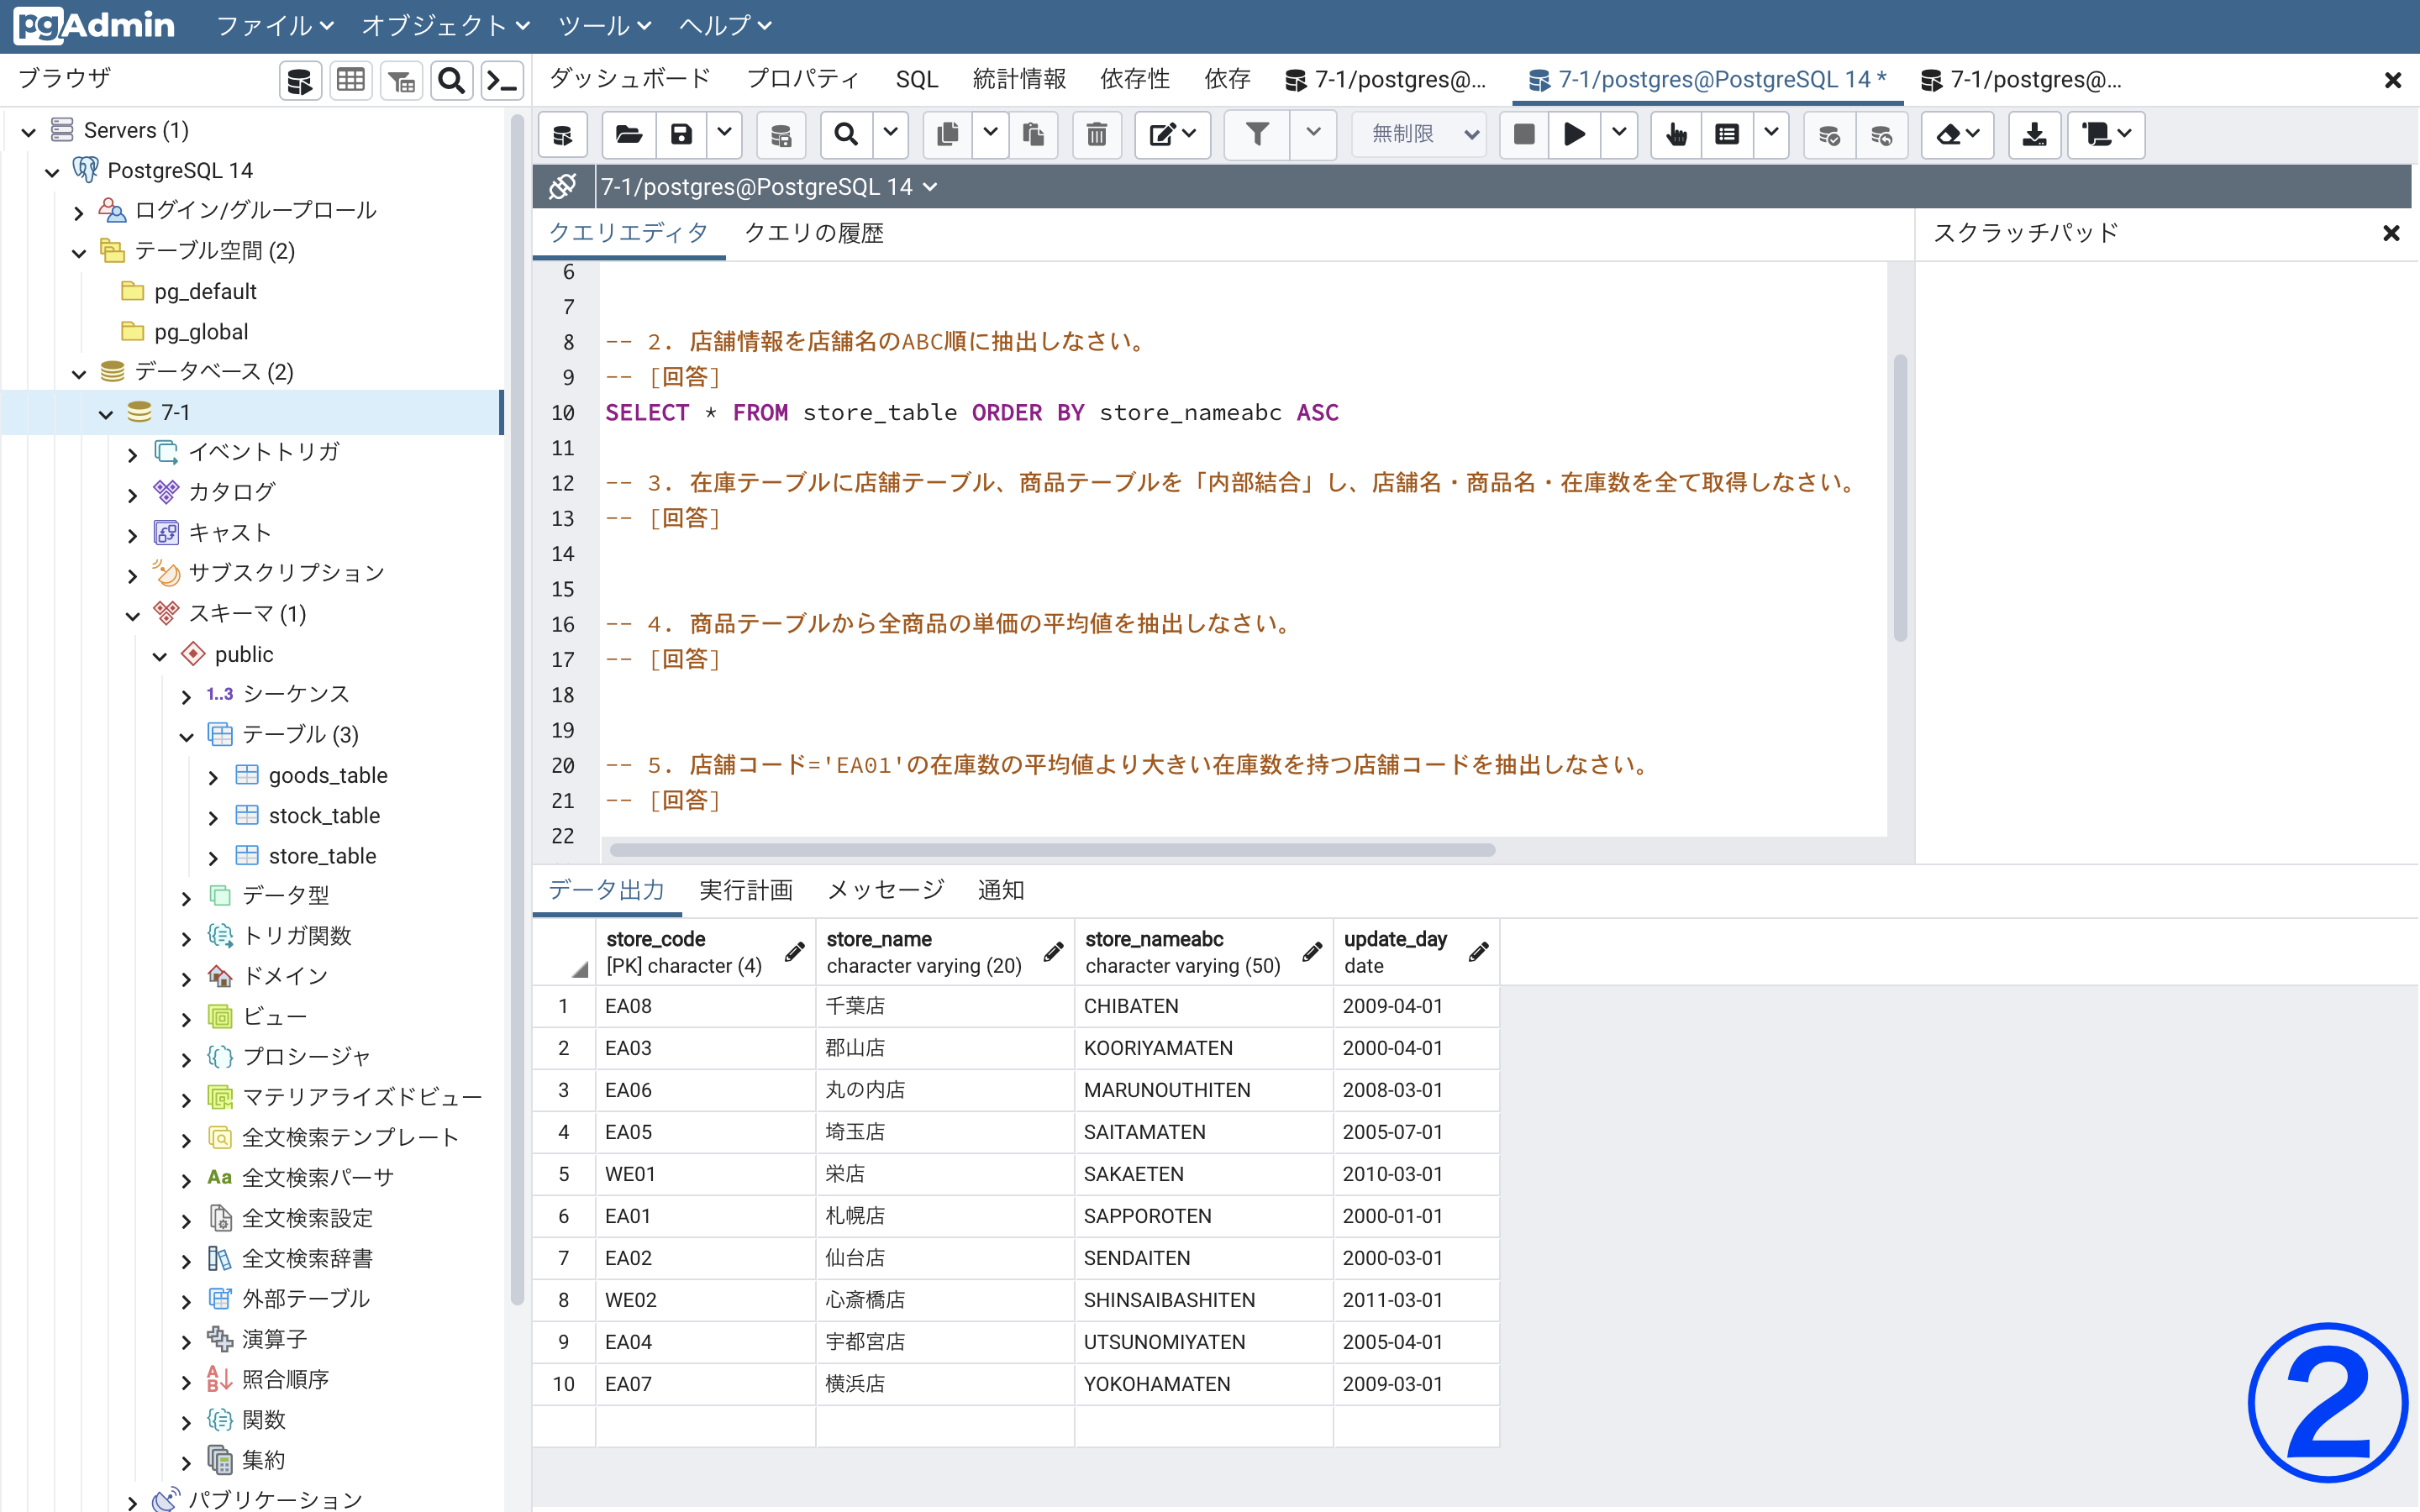 pgAdmin ファイル オブジェクト ツール ヘルプ
ブラウザ
ダッシュボード プロパティ SQL 統計情報 依存性 依存 7-1/postgres@... 7-1/postgres@PostgreSQL 14 * 7-1/postgres@...
無制限
7-1/postgres@PostgreSQL 14
クエリエディタ クエリの履歴
スクラッチパッド
Servers (1)
PostgreSQL 14
ログイン/グループロール
テーブル空間 (2)
pg_default
pg_global
データベース (2)
7-1
イベントトリガ
カタログ
キャスト
サブスクリプション
スキーマ (1)
public
1..3 シーケンス
テーブル (3)
goods_table
stock_table
store_table
データ型
トリガ関数
ドメイン
ビュー
プロシージャ
マテリアライズドビュー
全文検索テンプレート
Aa 全文検索パーサ
全文検索設定
全文検索辞書
外部テーブル
演算子
照合順序
関数
集約
パブリケーション
6
7
8 -- 2. 店舗情報を店舗名のABC順に抽出しなさい。
9 -- [回答]
10 SELECT * FROM store_table ORDER BY store_nameabc ASC
11
12 -- 3. 在庫テーブルに店舗テーブル、商品テーブルを「内部結合」し、店舗名・商品名・在庫数を全て取得しなさい。
13 -- [回答]
14
15
16 -- 4. 商品テーブルから全商品の単価の平均値を抽出しなさい。
17 -- [回答]
18
19
20 -- 5. 店舗コード='EA01'の在庫数の平均値より大きい在庫数を持つ店舗コードを抽出しなさい。
21 -- [回答]
22
データ出力 実行計画 メッセージ 通知
store_code store_name store_nameabc update_day
[PK] character (4) character varying (20) character varying (50) date
1 EA08 千葉店 CHIBATEN 2009-04-01
2 EA03 郡山店 KOORIYAMATEN 2000-04-01
3 EA06 丸の内店 MARUNOUTHITEN 2008-03-01
4 EA05 埼玉店 SAITAMATEN 2005-07-01
5 WE01 栄店 SAKAETEN 2010-03-01
6 EA01 札幌店 SAPPOROTEN 2000-01-01
7 EA02 仙台店 SENDAITEN 2000-03-01
8 WE02 心斎橋店 SHINSAIBASHITEN 2011-03-01
9 EA04 宇都宮店 UTSUNOMIYATEN 2005-04-01
10 EA07 横浜店 YOKOHAMATEN 2009-03-01
②